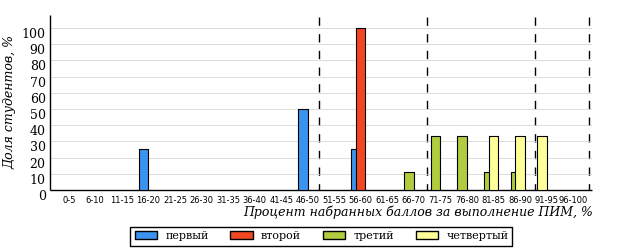 Доля студентов, %
100
90
80
70
60
50
40
30
20
10
0
0-5 6-10 11-15 16-20 21-25 26-30 31-35 36-40 41-45 46-50 51-55 56-60 61-65 66-70 71-75 76-80 81-85 86-90 91-95 96-100
Процент набранных баллов за выполнение ПИМ, %
первый второй третий четвертый